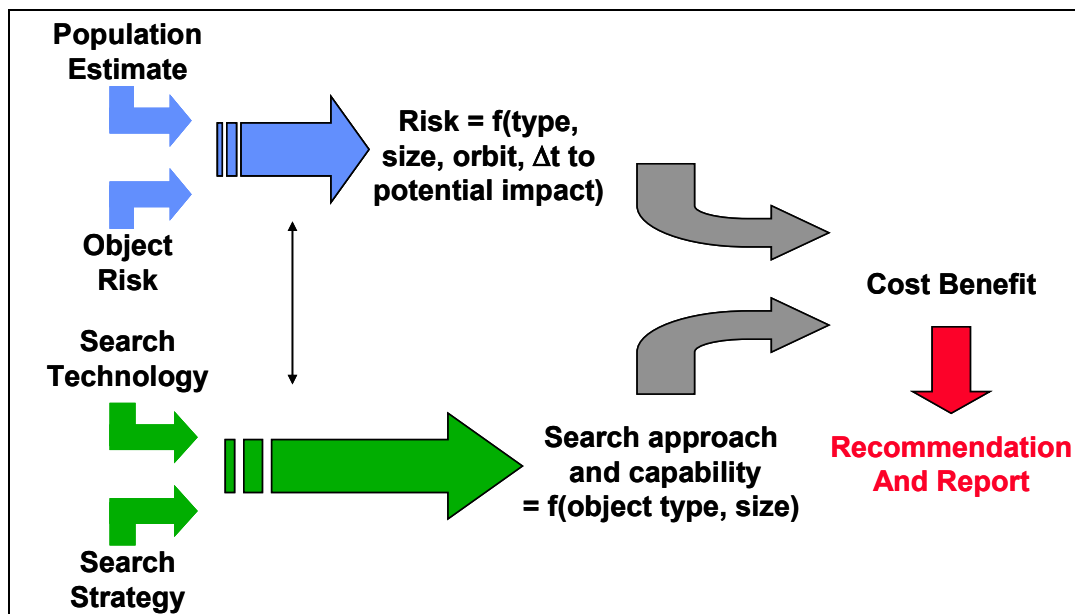 Population
Estimate
Object
Risk
Risk = f(type,
size, orbit, Δt to
potential impact)
Search
Technology
Search
Strategy
Search approach
and capability
= f(object type, size)
Cost Benefit
Recommendation
And Report